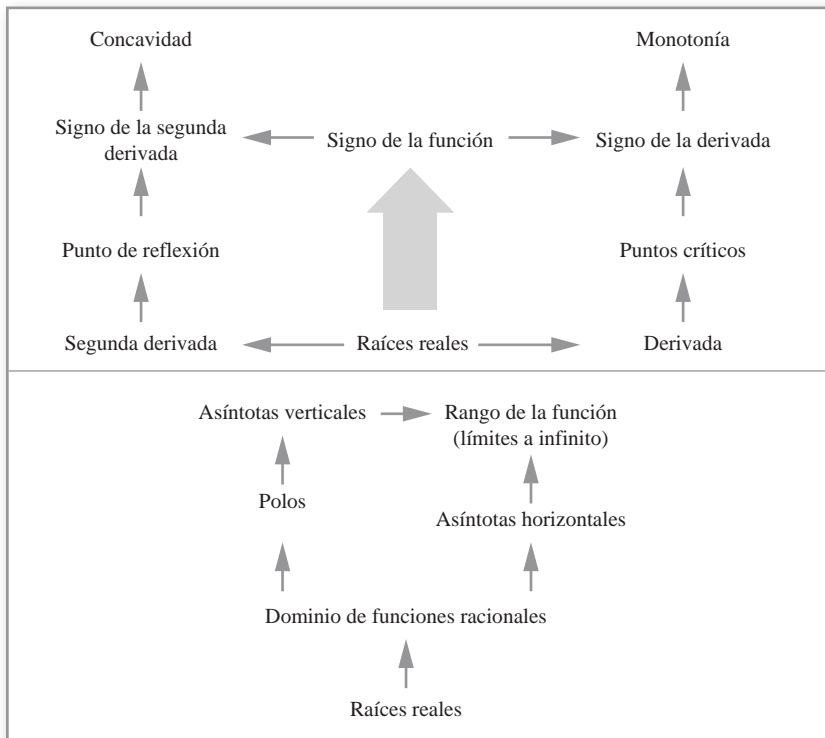 Concavidad
Monotonía
Signo de la segunda
derivada
Signo de la función
Signo de la derivada
Punto de reflexión
Puntos críticos
Segunda derivada
Raíces reales
Derivada
Asíntotas verticales
Rango de la función
(límites a infinito)
Polos
Asíntotas horizontales
Dominio de funciones racionales
Raíces reales